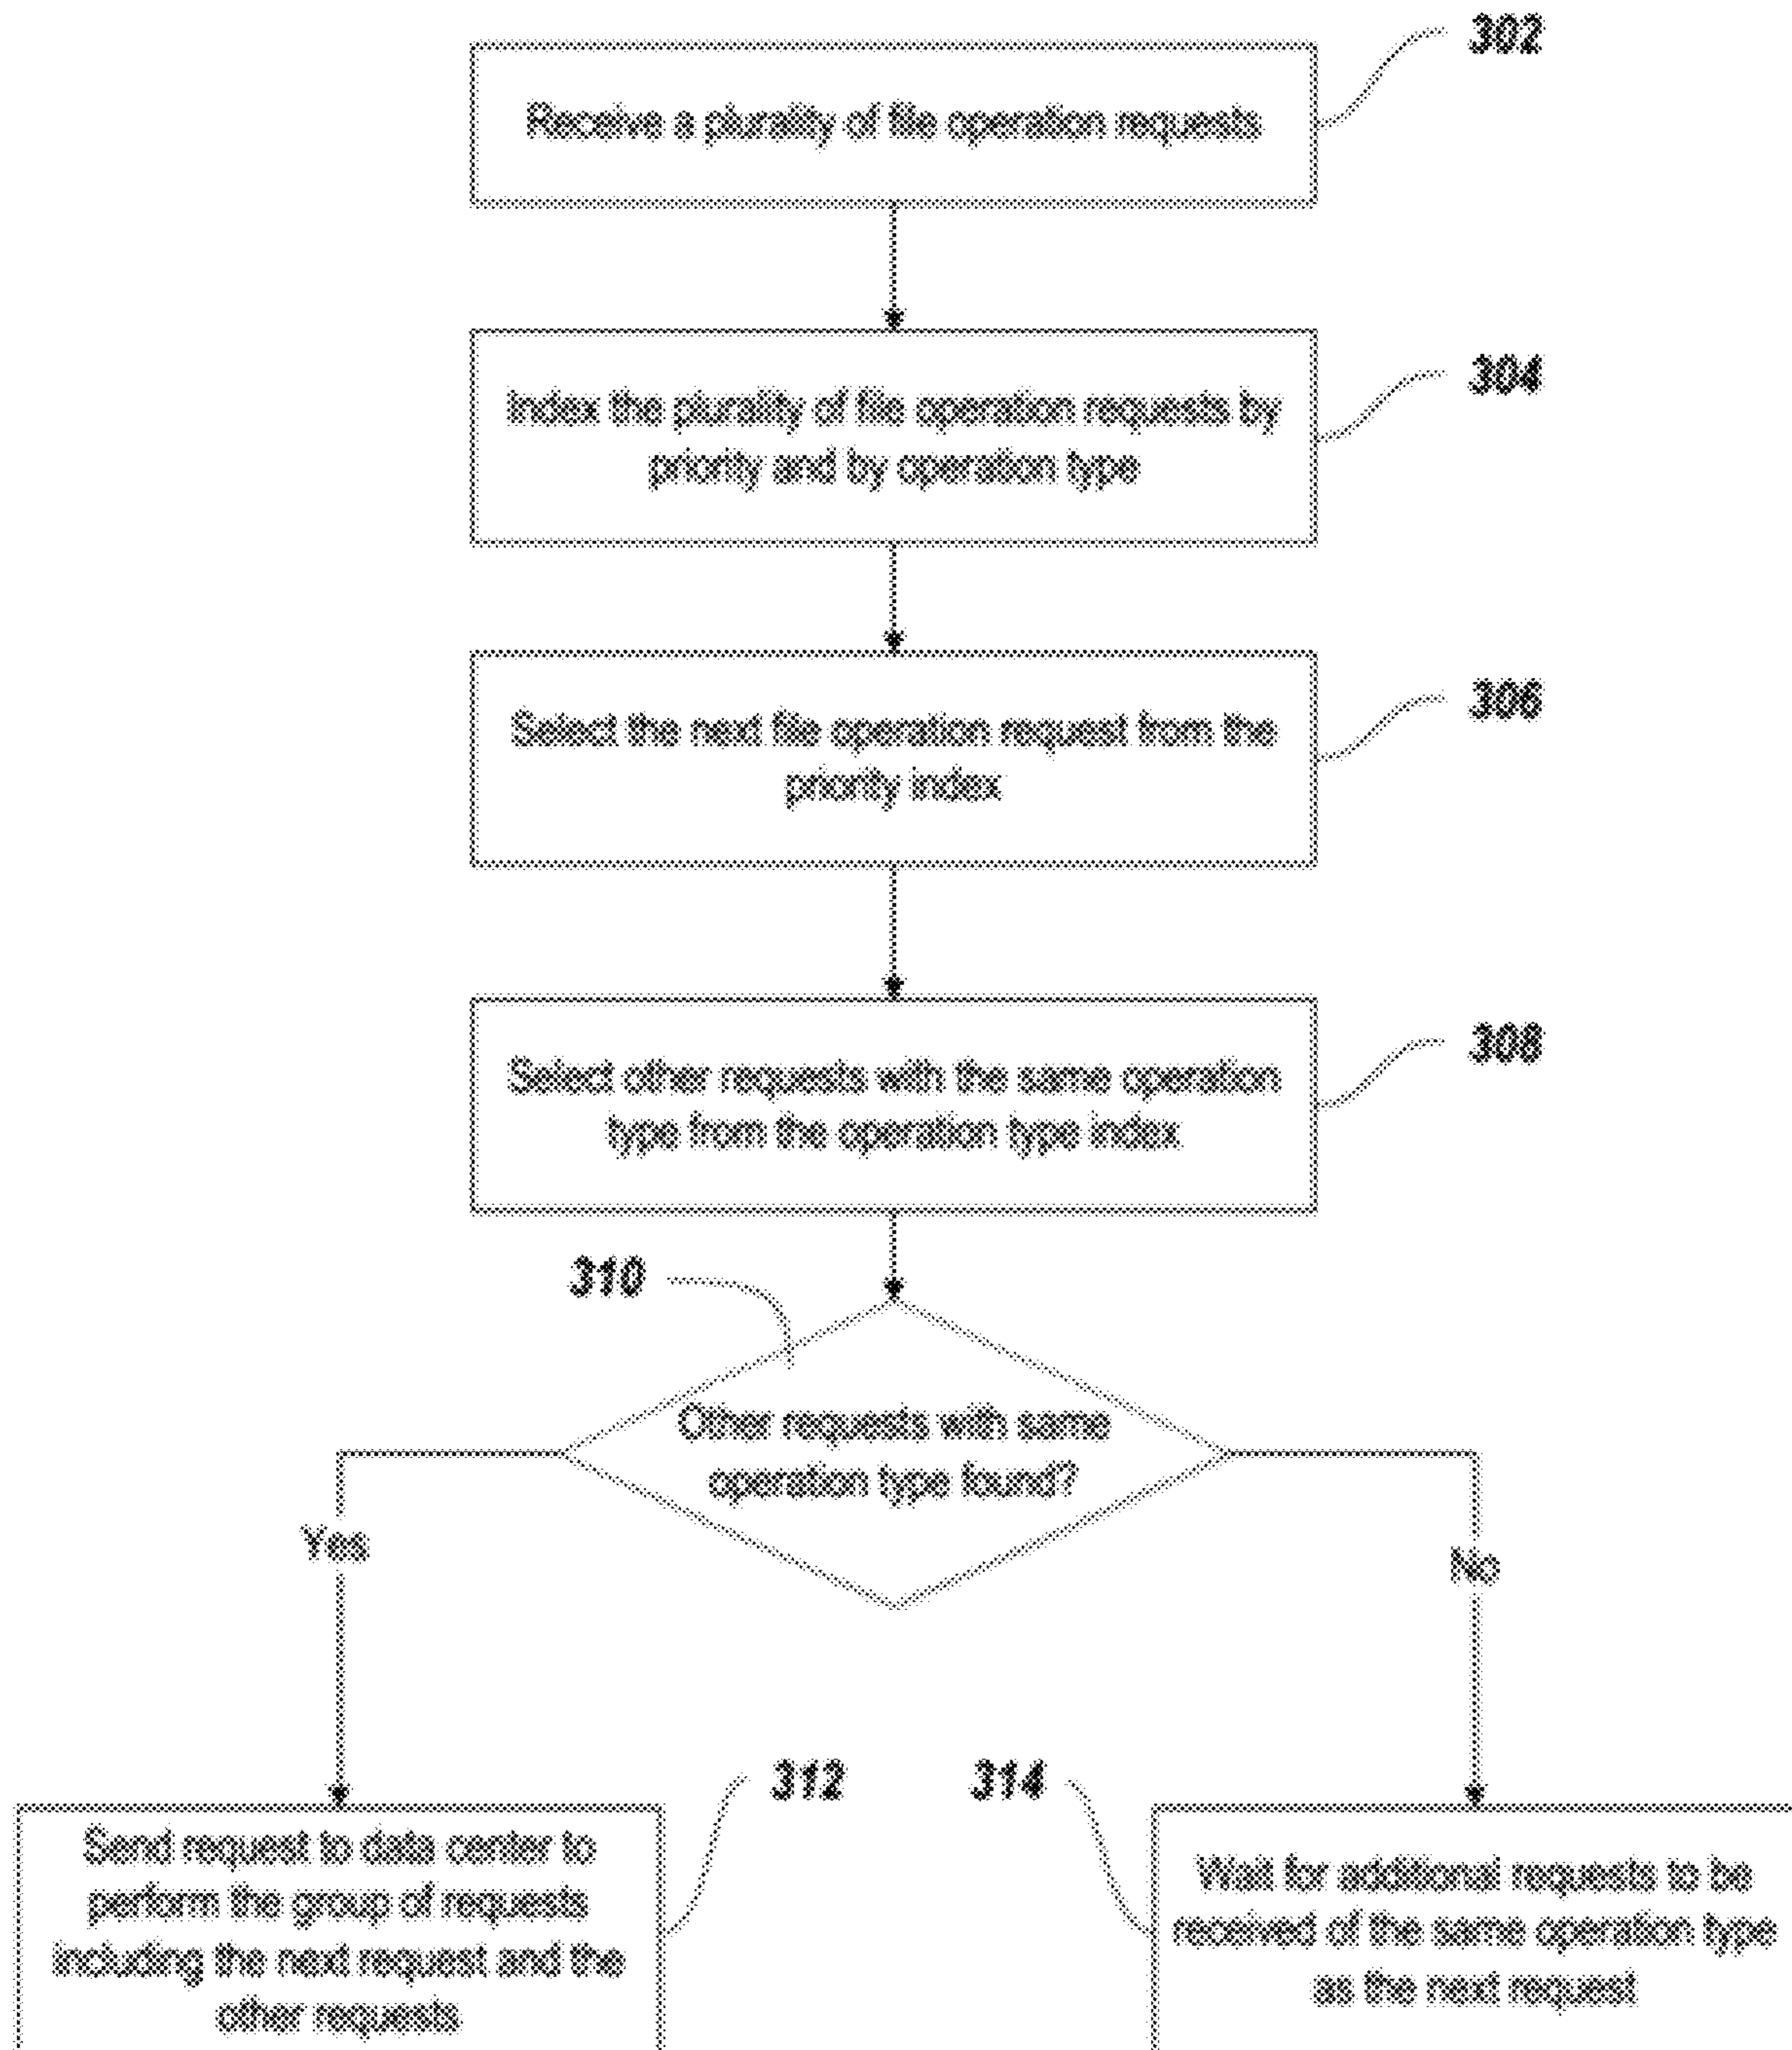 302
Receive a plurality of file operation requests
304
Index the plurality of file operation requests by
priority and by operation type
306
Select the next file operation request from the
priority index
308
Select other requests with the same operation
type from the operation type index
310
Other requests with same
operation type found?
Yes
No
312
314
Send request to data center to
perform the group of requests
including the next request and the
other requests
Wait for additional requests to be
received of the same operation type
as the next request